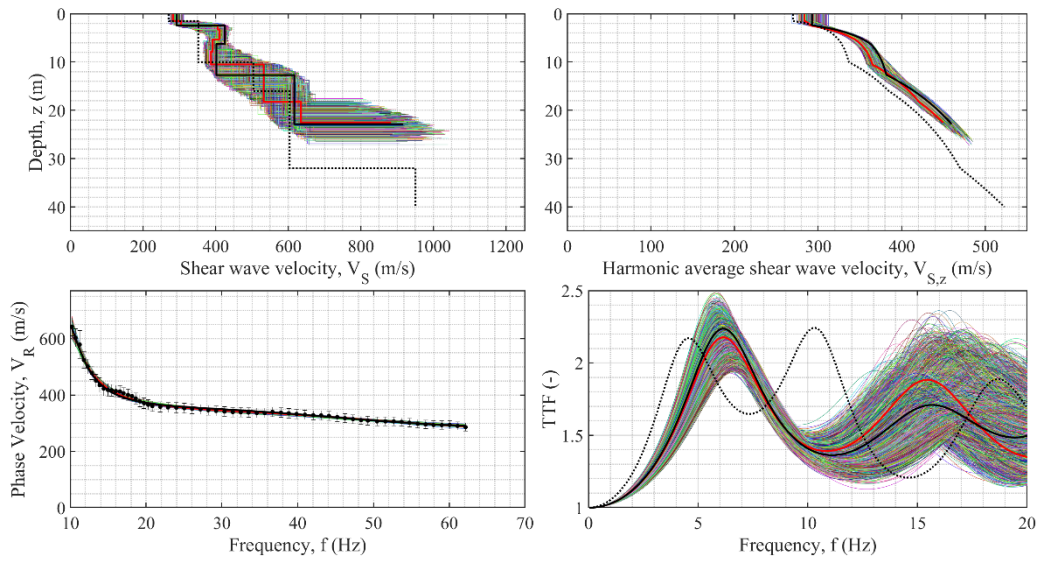 0
10
20
30
40
Depth, z (m)
0 200 400 600 800 1000 1200
Shear wave velocity, V_S (m/s)
0
10
20
30
40
0 100 200 300 400 500
Harmonic average shear wave velocity, V_S,z (m/s)
600
400
200
0
Phase Velocity, V_R (m/s)
10 20 30 40 50 60 70
Frequency, f (Hz)
2.5
2
1.5
1
TTF (-)
0 5 10 15 20
Frequency, f (Hz)